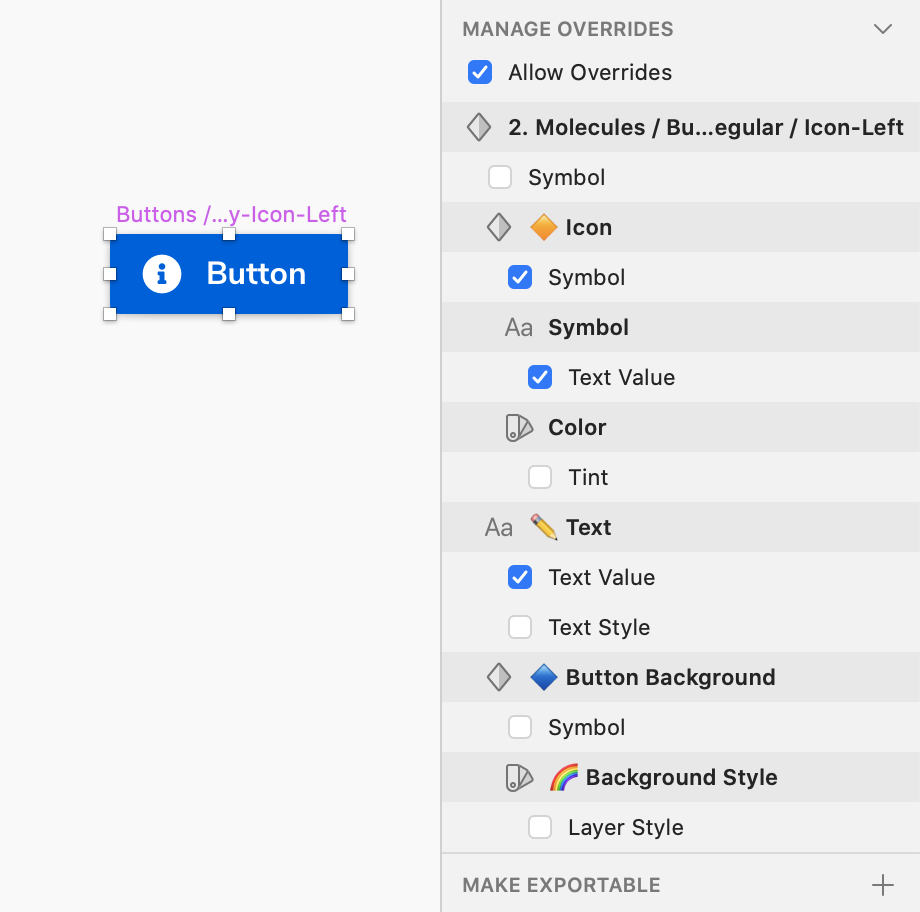 MANAGE OVERRIDES
Allow Overrides
2. Molecules / Bu...egular / Icon-Left
Symbol
Icon
Symbol
Aa Symbol
Text Value
Color
Tint
Aa Text
Text Value
Text Style
Button Background
Symbol
Background Style
Layer Style
MAKE EXPORTABLE
Buttons /...y-Icon-Left
Button